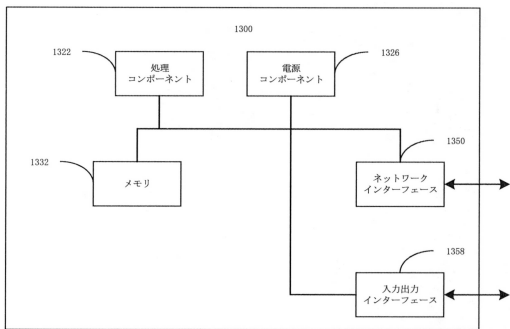 1300
1322
処理
コンポーネント
電源
コンポーネント
1326
1332
メモリ
1350
ネットワーク
インターフェース
1358
入力出力
インターフェース